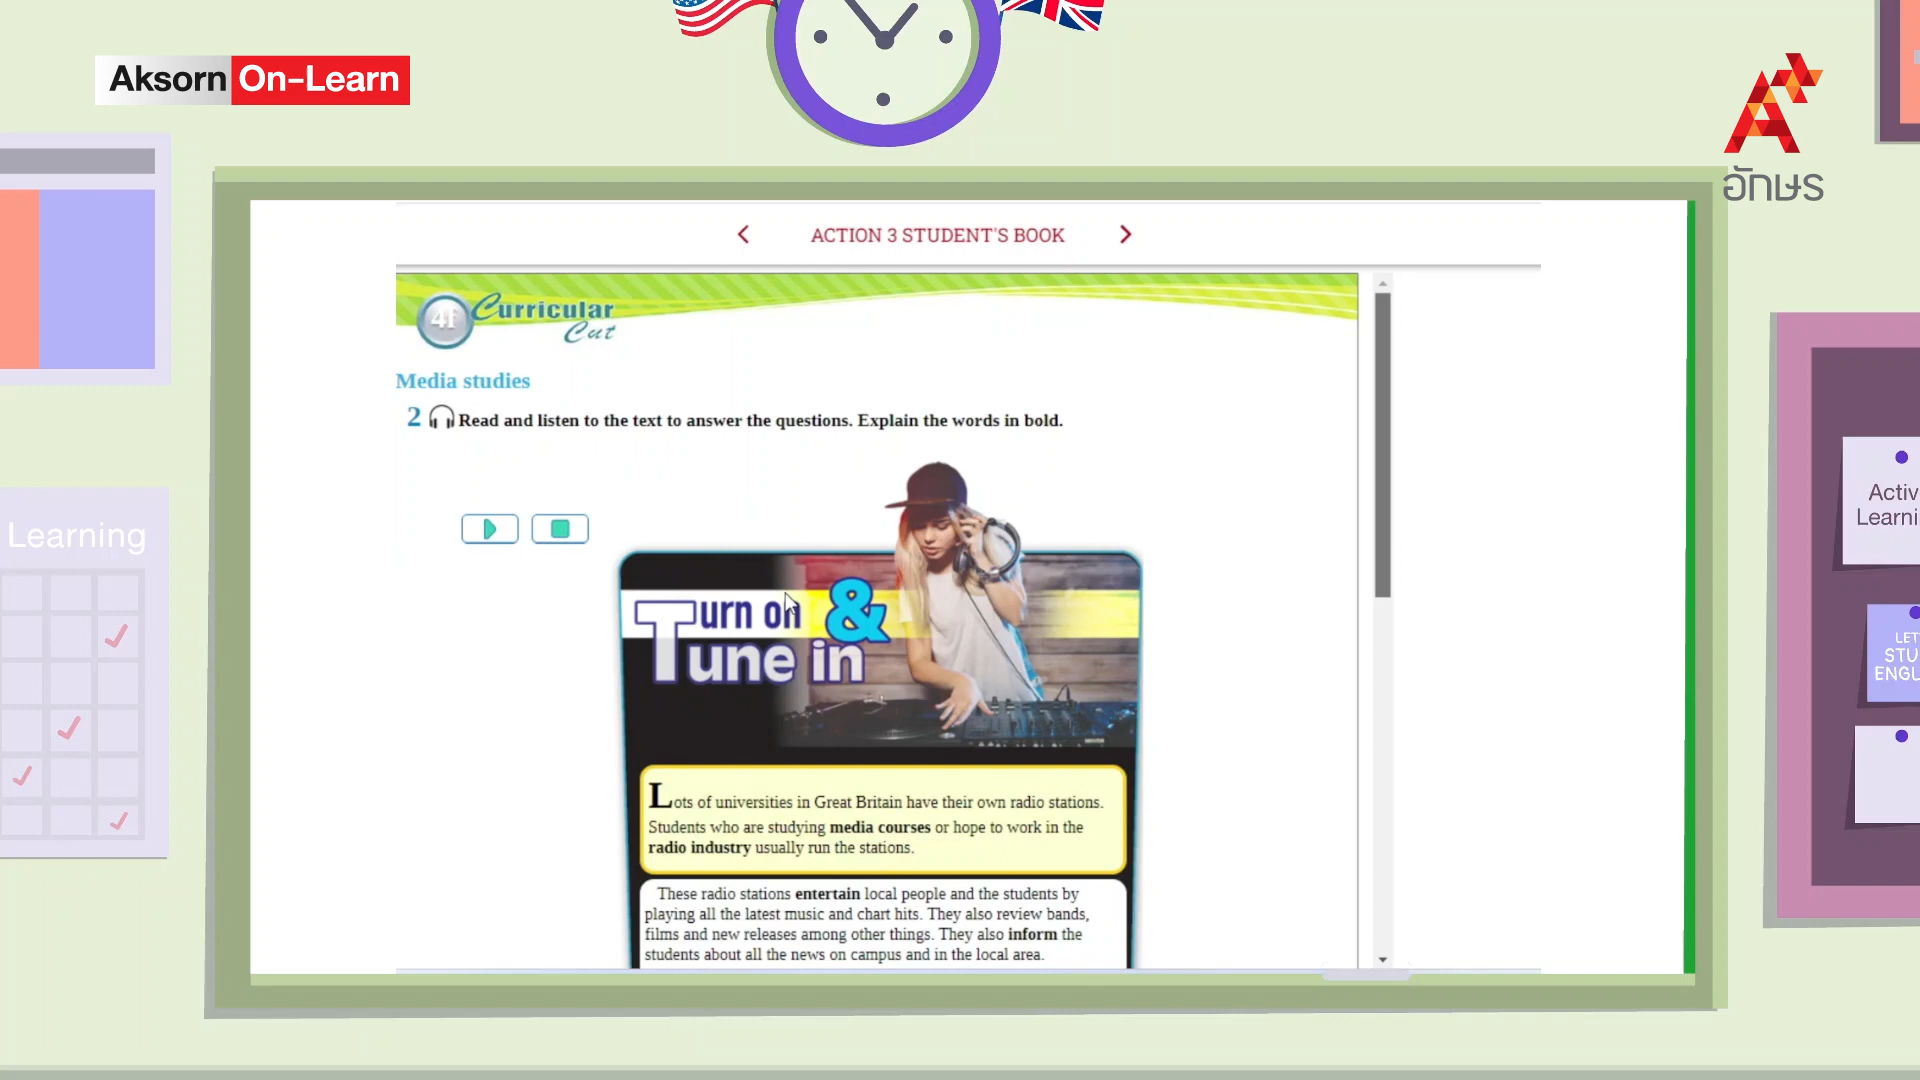 Aksorn On-Learn
อักษร
ACTION 3 STUDENT'S BOOK
4f Curricular
Cut
Media studies
2 Read and listen to the text to answer the questions. Explain the words in bold.
Turn on &
Tune in
Lots of universities in Great Britain have their own radio stations.
Students who are studying media courses or hope to work in the
radio industry usually run the stations.
These radio stations entertain local people and the students by
playing all the latest music and chart hits. They also review bands,
films and new releases among other things. They also inform the
students about all the news on campus and in the local area.
Learning
Activ
Learni
LET
STU
ENGL